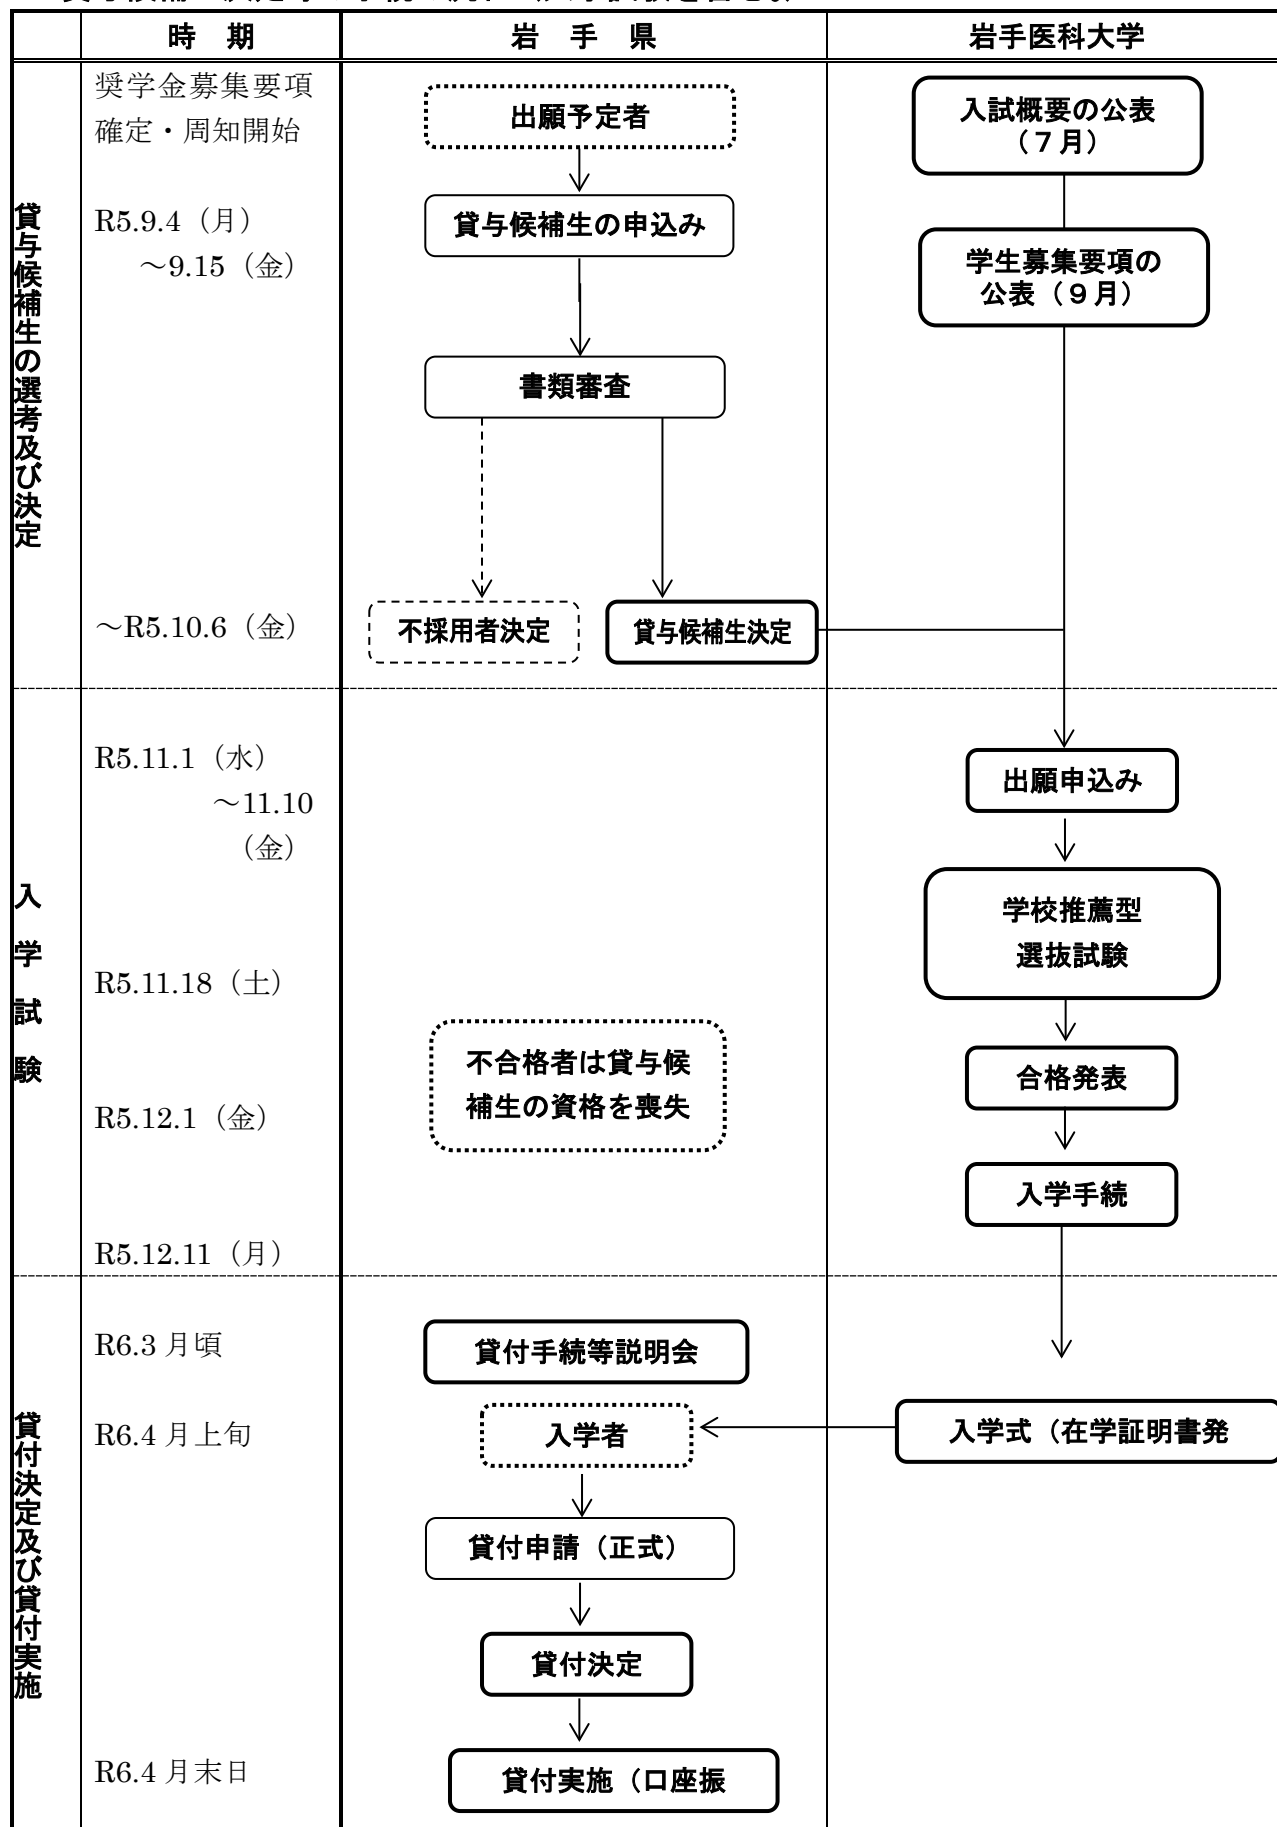 時　期
岩　手　県
岩手医科大学
貸与候補生の選考及び決定
奨学金募集要項
確定・周知開始
出願予定者
入試概要の公表
（７月）
R5.9.4（月）
～9.15（金）
貸与候補生の申込み
学生募集要項の
公表（９月）
書類審査
～R5.10.6（金）
不採用者決定
貸与候補生決定
入学試験
R5.11.1（水）
～11.10
（金）
出願申込み
学校推薦型
選抜試験
R5.11.18（土）
不合格者は貸与候
補生の資格を喪失
合格発表
R5.12.1（金）
入学手続
R5.12.11（月）
貸付決定及び貸付実施
R6.3月頃
貸付手続等説明会
R6.4月上旬
入学者
入学式（在学証明書発
貸付申請（正式）
貸付決定
R6.4月末日
貸付実施（口座振